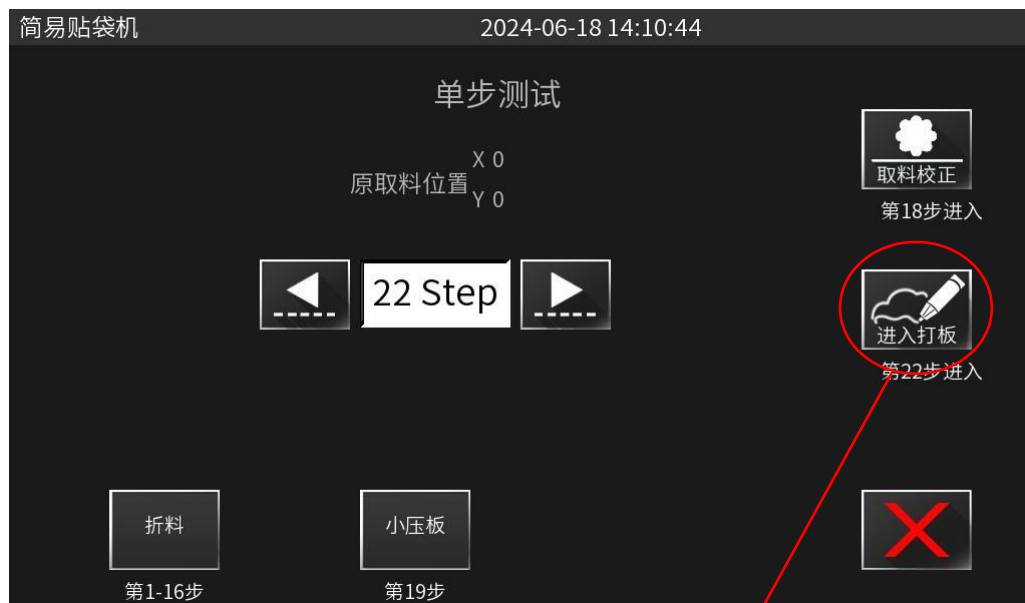 简易贴袋机
2024-06-18 14:10:44
单步测试
原取料位置
X 0
Y 0
取料校正
第18步进入
22 Step
进入打板
第22步进入
折料
第1-16步
小压板
第19步